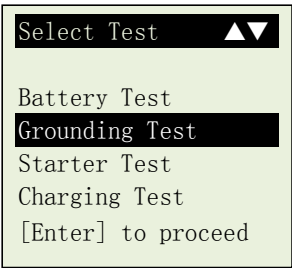 Select Test ▲▼
Battery Test
Grounding Test
Starter Test
Charging Test
[Enter] to proceed